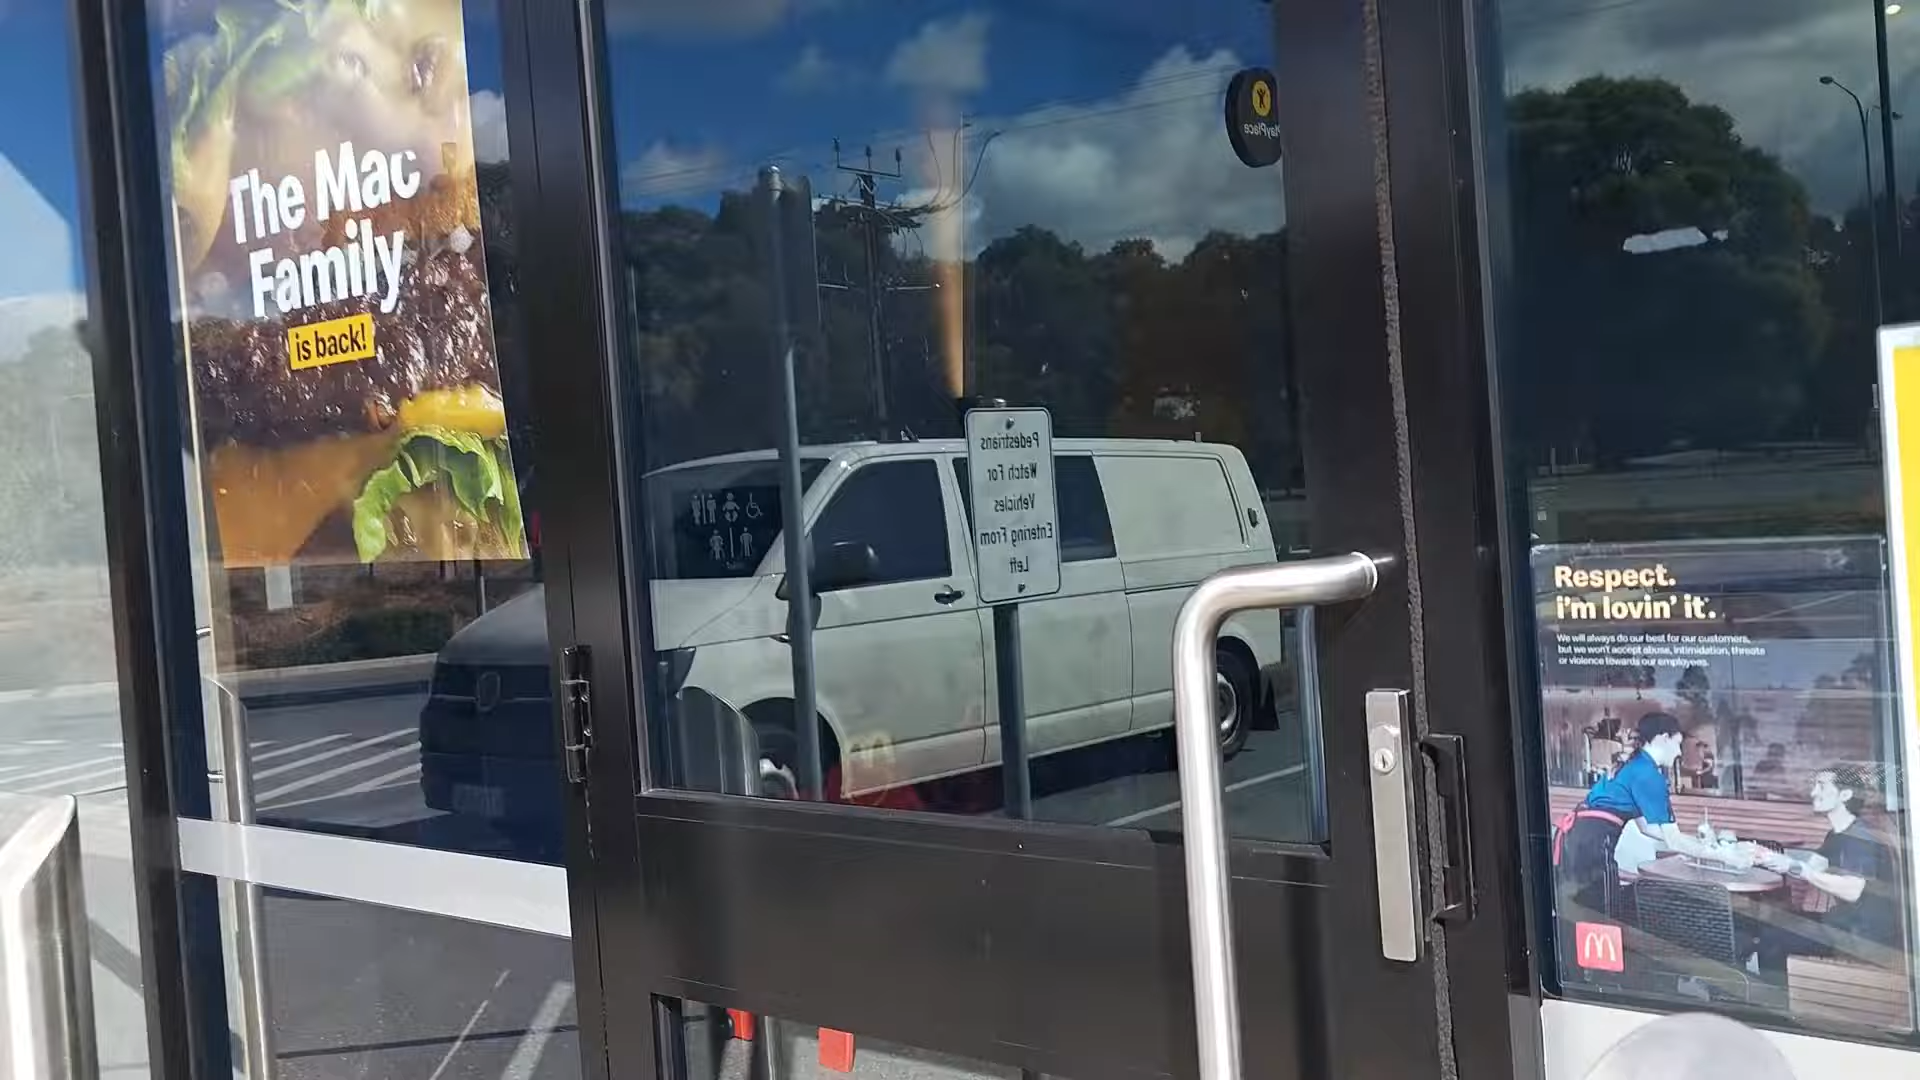 The Mac
Family
is back!
PlayPlace
Pedestrians
Watch For
Vehicles
Entering From
Left
Respect.
i'm lovin' it.
We will always do our best for our customers,
but we won't accept abuse, intimidation, threats
or violence towards our employees.